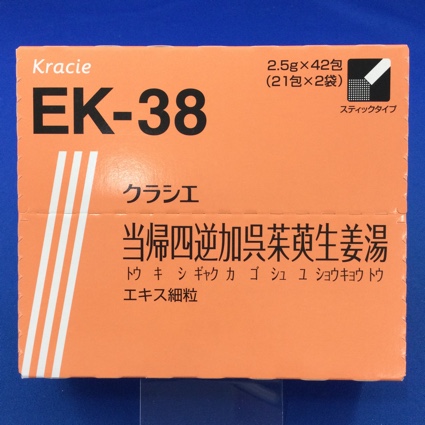 Kracie
2.5g×42包
(21包×2袋)
スティックタイプ
EK-38
クラシエ
当帰四逆加呉茱萸生姜湯
トウ キ シ ギャク カ ゴ シュ ユ ショウキョウトウ
エキス細粒